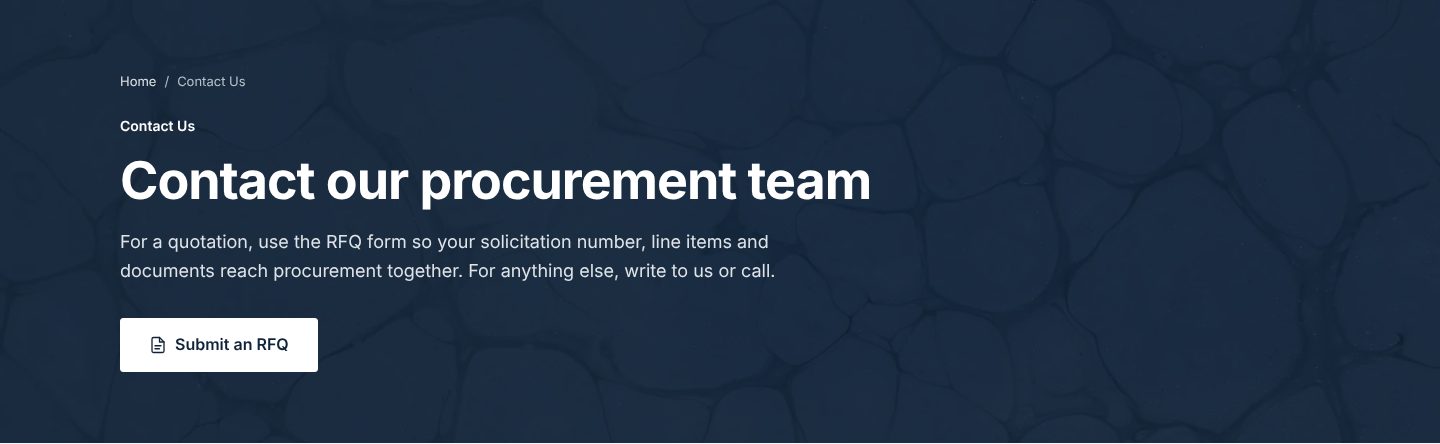 Home / Contact Us
Contact Us
Contact our procurement team
For a quotation, use the RFQ form so your solicitation number, line items and
documents reach procurement together. For anything else, write to us or call.
Submit an RFQ